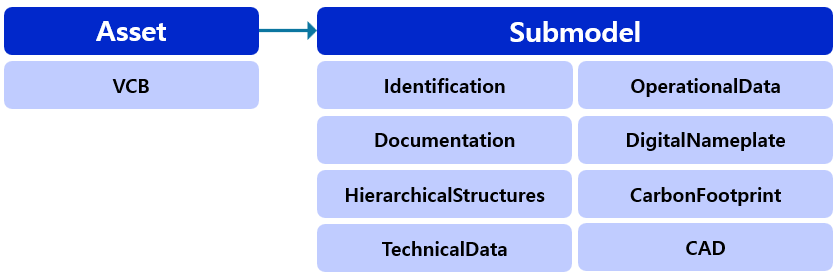 Asset
Submodel
VCB
Identification
OperationalData
Documentation
DigitalNameplate
HierarchicalStructures
CarbonFootprint
TechnicalData
CAD